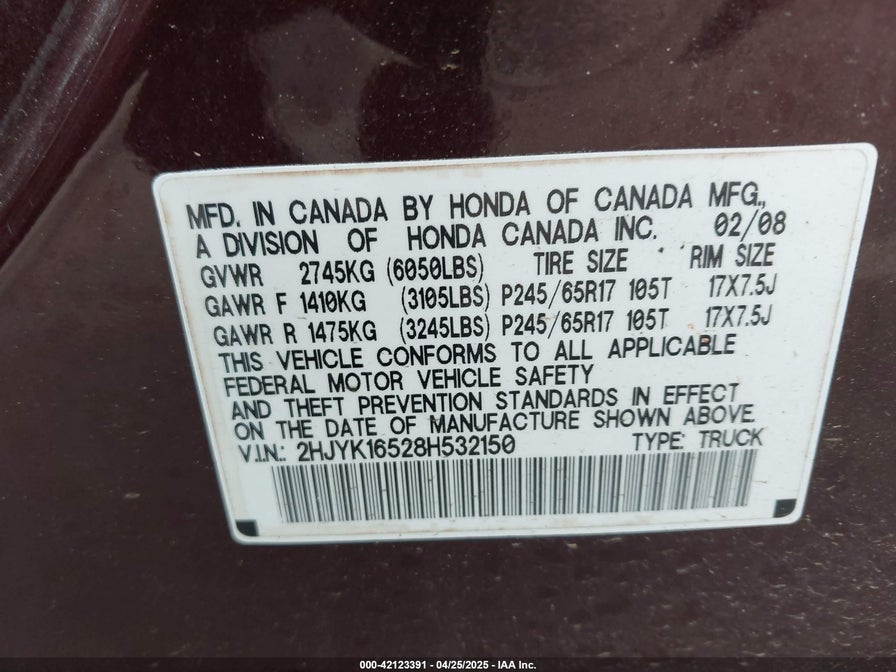 MFD. IN CANADA BY HONDA OF CANADA MFG.,
A DIVISION OF HONDA CANADA INC. 02/08
GVWR 2745KG (6050LBS) TIRE SIZE RIM SIZE
GAWR F 1410KG (3105LBS) P245/65R17 105T 17X7.5J
GAWR R 1475KG (3245LBS) P245/65R17 105T 17X7.5J
THIS VEHICLE CONFORMS TO ALL APPLICABLE
FEDERAL MOTOR VEHICLE SAFETY
AND THEFT PREVENTION STANDARDS IN EFFECT
ON THE DATE OF MANUFACTURE SHOWN ABOVE.
V.I.N.: 2HJYK16528H532150 TYPE: TRUCK
000-42123391 - 04/25/2025 - IAA Inc.